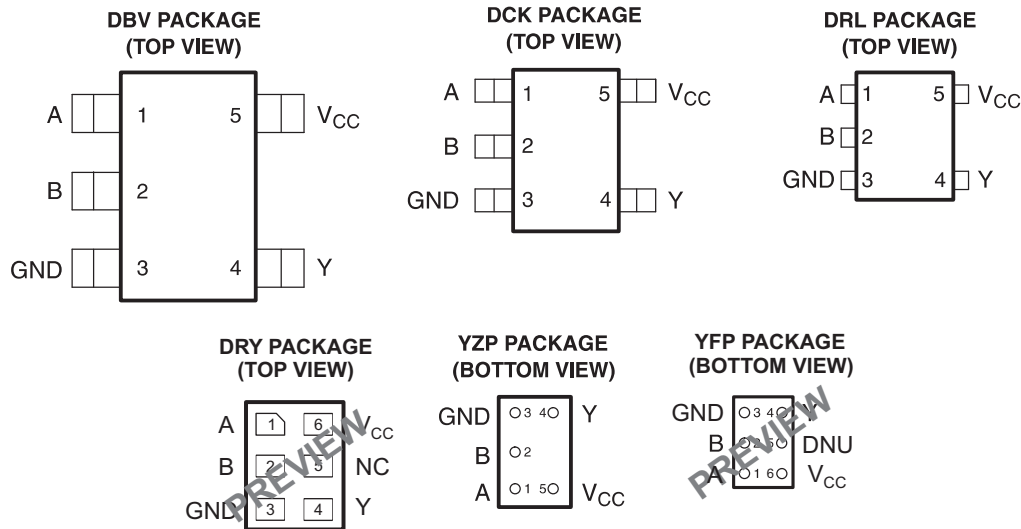 DBV PACKAGE
(TOP VIEW)
A 1 5 VCC
B 2
GND 3 4 Y
DCK PACKAGE
(TOP VIEW)
A 1 5 VCC
B 2
GND 3 4 Y
DRL PACKAGE
(TOP VIEW)
A 1 5 VCC
B 2
GND 3 4 Y
DRY PACKAGE
(TOP VIEW)
A 1 6 VCC
B 2 5 NC
GND 3 4 Y
PREVIEW
YZP PACKAGE
(BOTTOM VIEW)
GND 3 4 Y
B 2
A 1 5 VCC
YFP PACKAGE
(BOTTOM VIEW)
GND 3 4 Y
B 2 5 DNU
A 1 6 VCC
PREVIEW